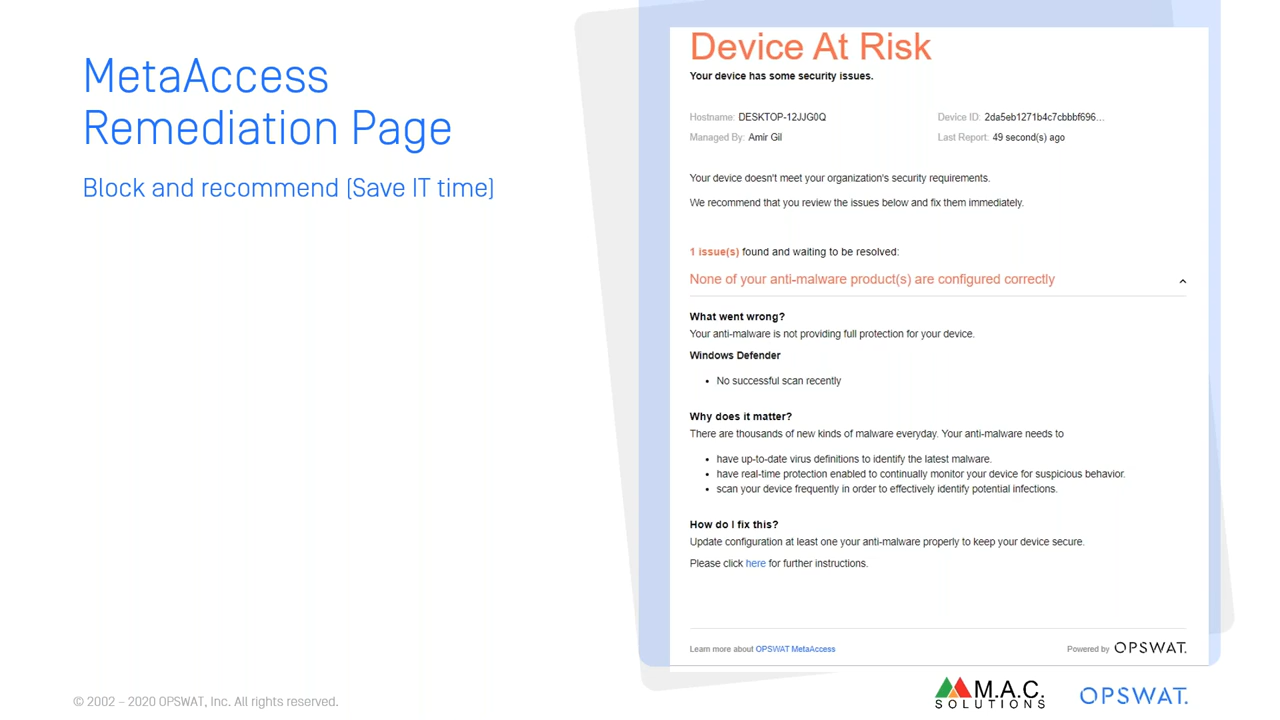 MetaAccess
Remediation Page
Block and recommend (Save IT time)
Device At Risk
Your device has some security issues.
Hostname: DESKTOP-12JJG0Q
Device ID: 2da5eb1271b4c7cbbbf696...
Managed By: Amir Gil
Last Report: 49 second(s) ago
Your device doesn't meet your organization's security requirements.
We recommend that you review the issues below and fix them immediately.
1 issue(s) found and waiting to be resolved:
None of your anti-malware product(s) are configured correctly
What went wrong?
Your anti-malware is not providing full protection for your device.
Windows Defender
• No successful scan recently
Why does it matter?
There are thousands of new kinds of malware everyday. Your anti-malware needs to
• have up-to-date virus definitions to identify the latest malware.
• have real-time protection enabled to continually monitor your device for suspicious behavior.
• scan your device frequently in order to effectively identify potential infections.
How do I fix this?
Update configuration at least one your anti-malware properly to keep your device secure.
Please click here for further instructions.
Learn more about OPSWAT MetaAccess
Powered by OPSWAT.
© 2002 – 2020 OPSWAT, Inc. All rights reserved.
M.A.C.
SOLUTIONS
OPSWAT.